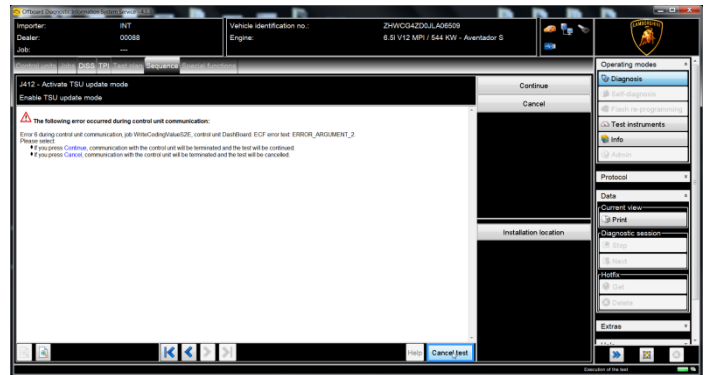 Offboard Diagnostic Information System Service - 4.1.3
Importer: INT
Dealer: 00088
Job: ---
Vehicle identification no.: ZHWCG4ZD0JLA06509
Engine: 6.5l V12 MPI / 544 KW - Aventador S
Control units Jobs DISS TPI Test plan Sequence Special functions
J412 - Activate TSU update mode
Enable TSU update mode
The following error occurred during control unit communication:
Error 6 during control unit communication, job WriteCodingValueS2E, control unit DashBoard. ECF error text: ERROR_ARGUMENT_2.
Please select:
If you press Continue, communication with the control unit will be terminated and the test will be continued.
If you press Cancel, communication with the control unit will be terminated and the test will be cancelled.
Help
Cancel test
Continue
Cancel
Installation location
Operating modes
Diagnosis
Self-diagnosis
Flash re-programming
Test instruments
Info
Admin
Protocol
Data
Current view
Print
Diagnostic session
Stop
Next
Hotfix
Get
Delete
Extras
Help
Execution of the test